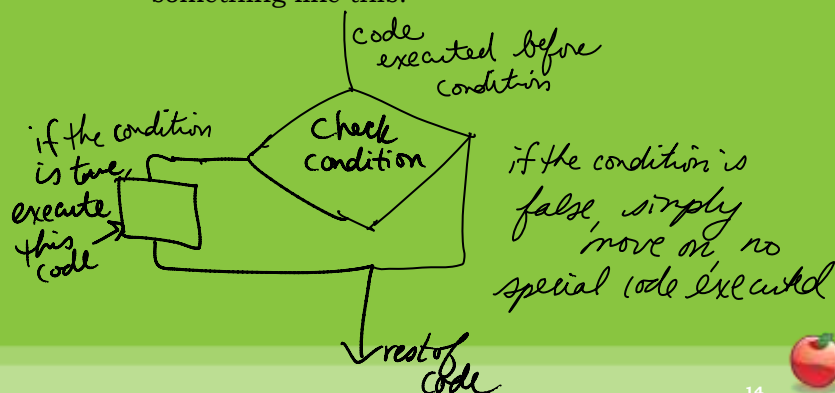 something like this:
code
executed before
condition
Check
condition
if the condition
is true,
execute
this
code
if the condition is
false, simply
move on, no
special code executed
rest of
code
14